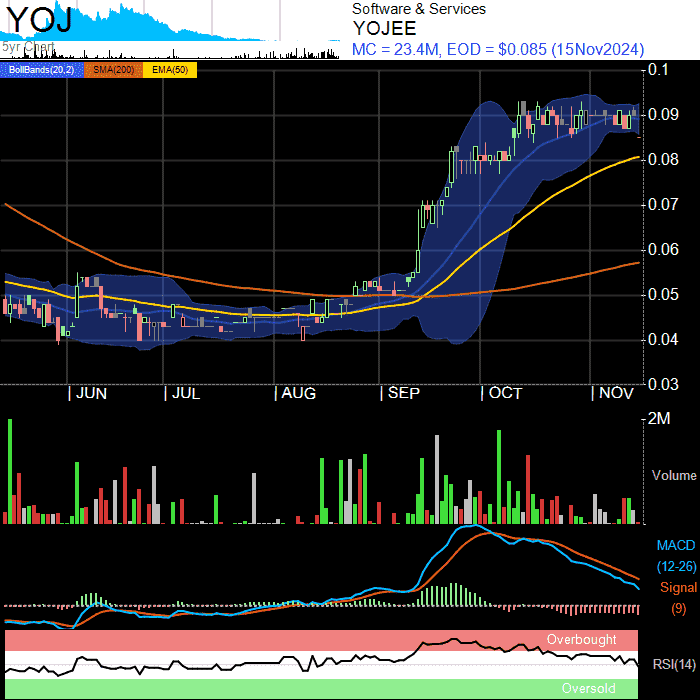 YOJ
5yr Chart
Software & Services
YOJEE
MC = 23.4M, EOD = $0.085 (15Nov2024)
BollBands(20,2) SMA(200) EMA(50)
0.1
0.09
0.08
0.07
0.06
0.05
0.04
0.03
JUN JUL AUG SEP OCT NOV
2M
Volume
MACD
(12-26)
Signal
(9)
Overbought
RSI(14)
Oversold